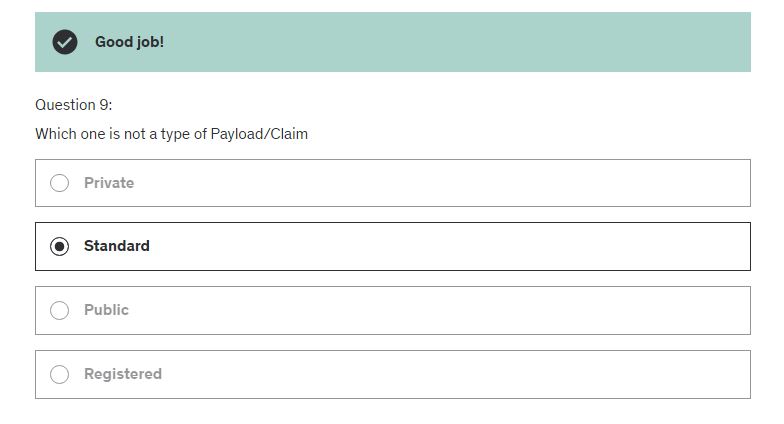 Good job!
Question 9:
Which one is not a type of Payload/Claim
Private
Standard
Public
Registered